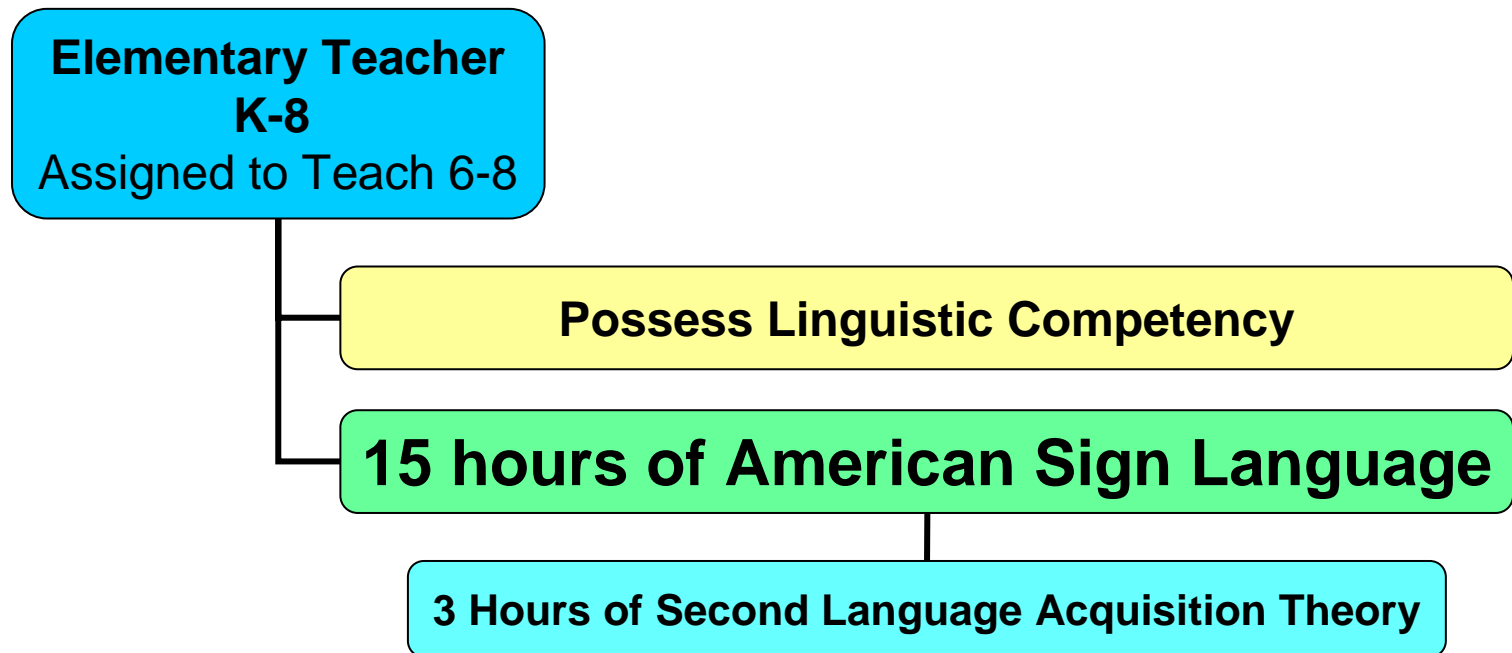 Elementary Teacher
K-8
Assigned to Teach 6-8
Possess Linguistic Competency
15 hours of American Sign Language
3 Hours of Second Language Acquisition Theory